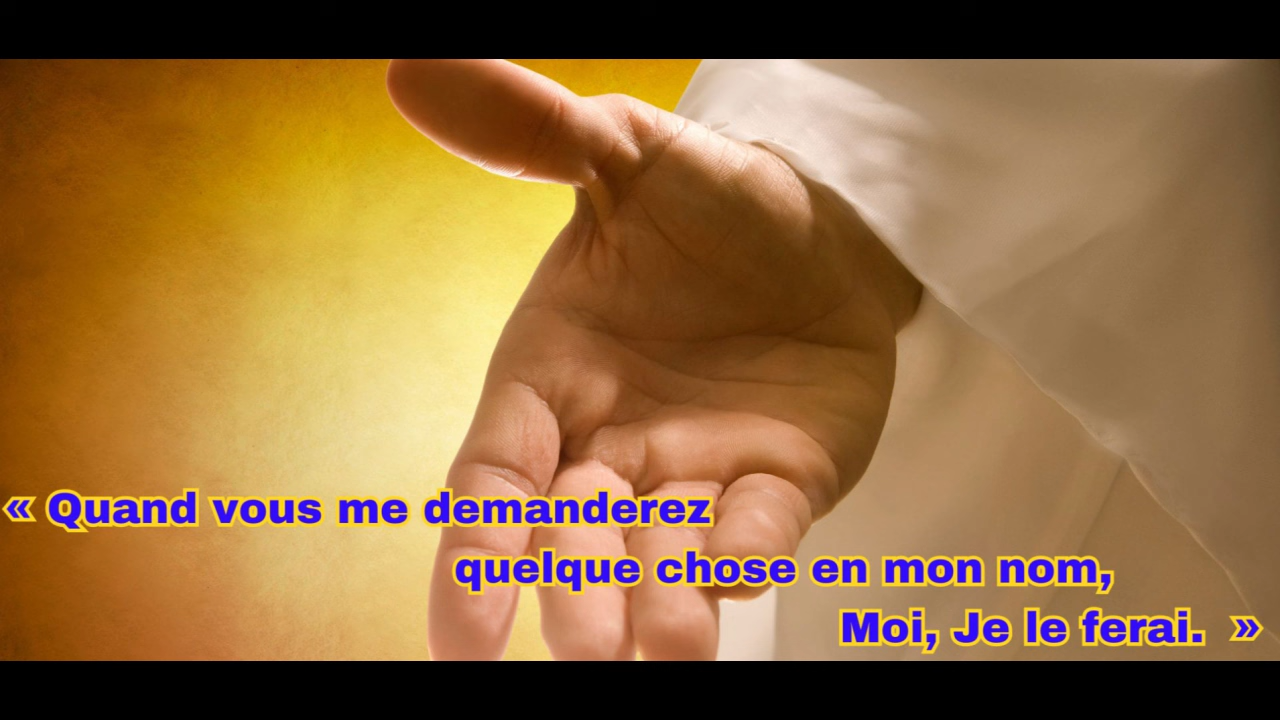 « Quand vous me demanderez
quelque chose en mon nom,
Moi, Je le ferai. »